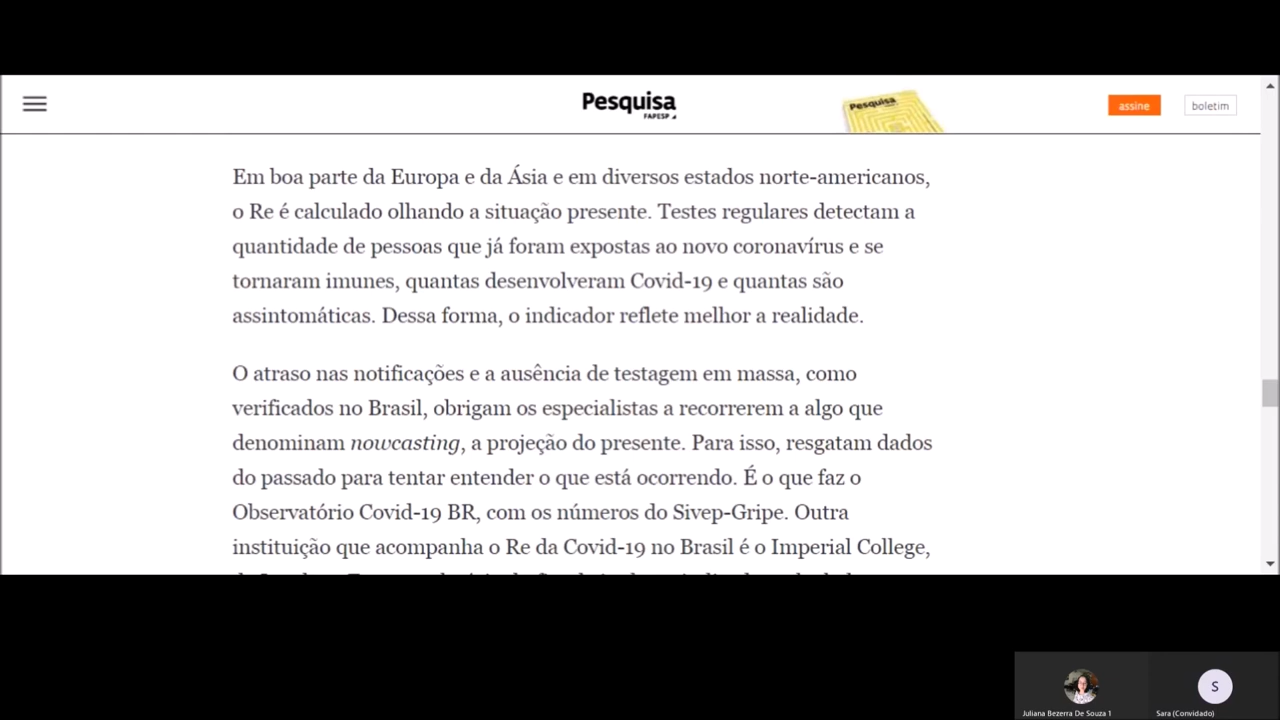 Pesquisa
FAPESP
Pesquisa
assine
boletim
Em boa parte da Europa e da Ásia e em diversos estados norte-americanos,
o Re é calculado olhando a situação presente. Testes regulares detectam a
quantidade de pessoas que já foram expostas ao novo coronavírus e se
tornaram imunes, quantas desenvolveram Covid-19 e quantas são
assintomáticas. Dessa forma, o indicador reflete melhor a realidade.
O atraso nas notificações e a ausência de testagem em massa, como
verificados no Brasil, obrigam os especialistas a recorrerem a algo que
denominam nowcasting, a projeção do presente. Para isso, resgatam dados
do passado para tentar entender o que está ocorrendo. É o que faz o
Observatório Covid-19 BR, com os números do Sivep-Gripe. Outra
instituição que acompanha o Re da Covid-19 no Brasil é o Imperial College,
S
Juliana Bezerra De Souza 1
Sara (Convidado)